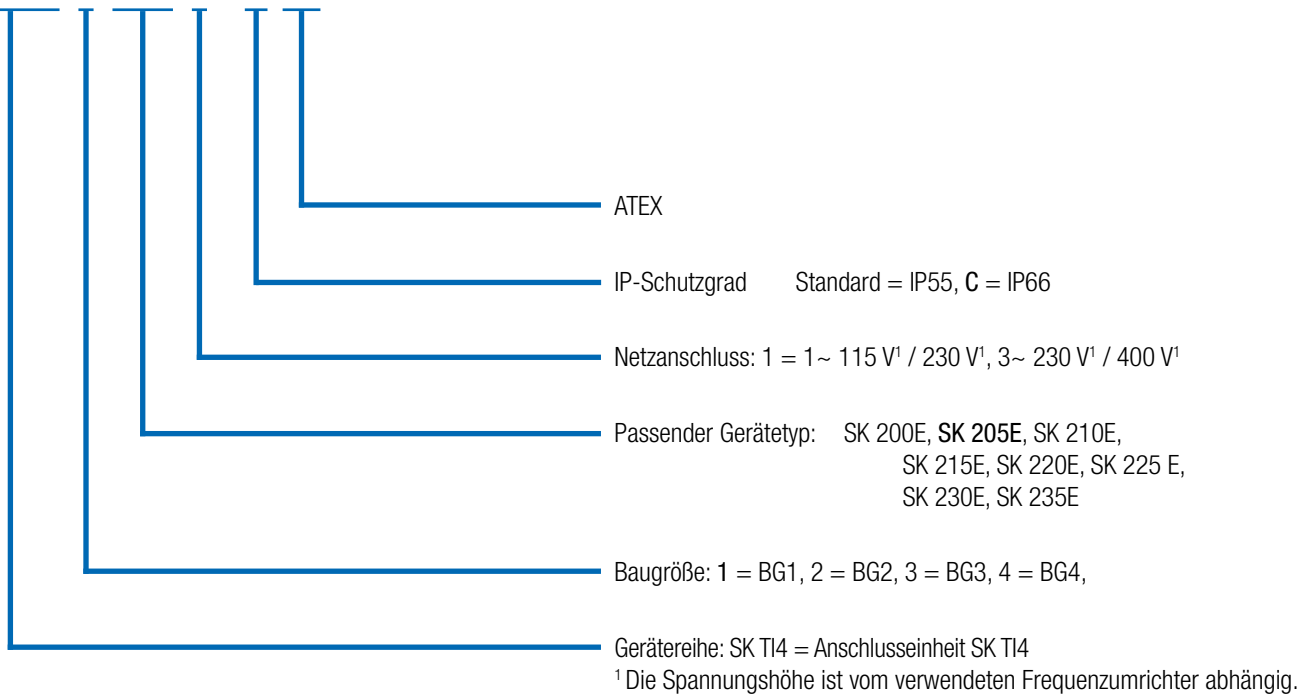 ATEX
IP-Schutzgrad Standard = IP55, C = IP66
Netzanschluss: 1 = 1~ 115 V¹ / 230 V¹, 3~ 230 V¹ / 400 V¹
Passender Gerätetyp: SK 200E, SK 205E, SK 210E,
SK 215E, SK 220E, SK 225 E,
SK 230E, SK 235E
Baugröße: 1 = BG1, 2 = BG2, 3 = BG3, 4 = BG4,
Gerätereihe: SK TI4 = Anschlusseinheit SK TI4
¹ Die Spannungshöhe ist vom verwendeten Frequenzumrichter abhängig.